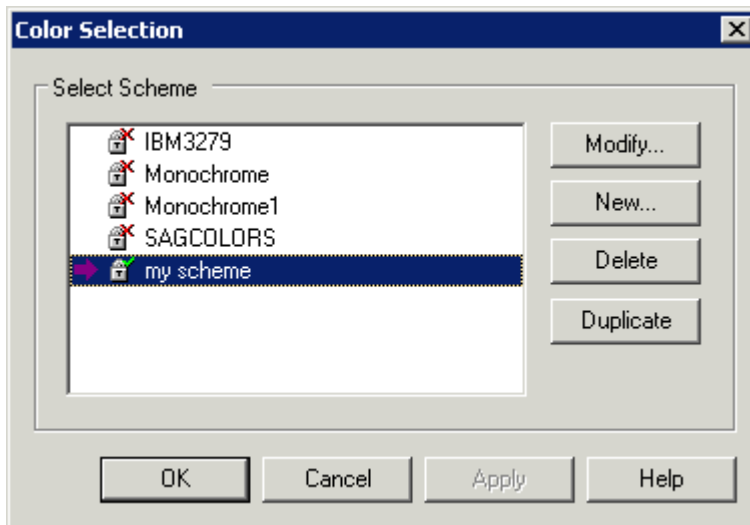 Color Selection
Select Scheme
IBM3279
Monochrome
Monochrome1
SAGCOLORS
my scheme
Modify...
New...
Delete
Duplicate
OK
Cancel
Apply
Help